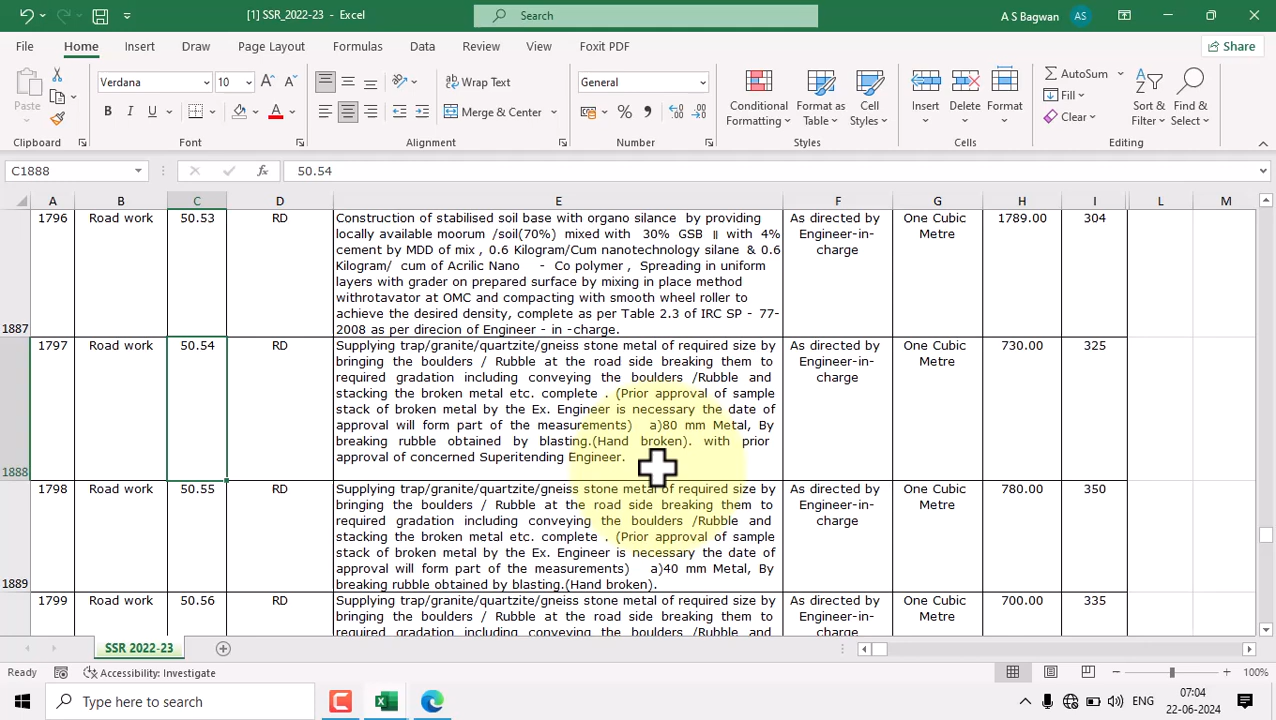 [1] SSR_2022-23 - Excel
Search
A S Bagwan
AS
File Home Insert Draw Page Layout Formulas Data Review View Foxit PDF
Share
Paste
Clipboard
Verdana 10
B I U
Font
Wrap Text
Merge & Center
Alignment
General
Number
Conditional Formatting
Format as Table
Cell Styles
Styles
Insert
Delete
Format
Cells
AutoSum
Fill
Clear
Sort & Filter
Find & Select
Editing
C1888
50.54
A B C D E F G H I L M
1887
1796 Road work 50.53 RD
Construction of stabilised soil base with organo silance by providing
locally available moorum /soil(70%) mixed with 30% GSB II with 4%
cement by MDD of mix , 0.6 Kilogram/Cum nanotechnology silane & 0.6
Kilogram/ cum of Acrilic Nano - Co polymer , Spreading in uniform
layers with grader on prepared surface by mixing in place method
withrotavator at OMC and compacting with smooth wheel roller to
achieve the desired density, complete as per Table 2.3 of IRC SP - 77-
2008 as per direcion of Engineer - in -charge.
As directed by
Engineer-in-
charge
One Cubic
Metre
1789.00 304
1888
1797 Road work 50.54 RD
Supplying trap/granite/quartzite/gneiss stone metal of required size by
bringing the boulders / Rubble at the road side breaking them to
required gradation including conveying the boulders /Rubble and
stacking the broken metal etc. complete . (Prior approval of sample
stack of broken metal by the Ex. Engineer is necessary the date of
approval will form part of the measurements) a)80 mm Metal, By
breaking rubble obtained by blasting.(Hand broken). with prior
approval of concerned Superitending Engineer.
As directed by
Engineer-in-
charge
One Cubic
Metre
730.00 325
1889
1798 Road work 50.55 RD
Supplying trap/granite/quartzite/gneiss stone metal of required size by
bringing the boulders / Rubble at the road side breaking them to
required gradation including conveying the boulders /Rubble and
stacking the broken metal etc. complete . (Prior approval of sample
stack of broken metal by the Ex. Engineer is necessary the date of
approval will form part of the measurements) a)40 mm Metal, By
breaking rubble obtained by blasting.(Hand broken).
As directed by
Engineer-in-
charge
One Cubic
Metre
780.00 350
1799 Road work 50.56 RD
Supplying trap/granite/quartzite/gneiss stone metal of required size by
bringing the boulders / Rubble at the road side breaking them to
required gradation including conveying the boulders /Rubble and
As directed by
Engineer-in-
charge
One Cubic
Metre
700.00 335
SSR 2022-23
Ready
Accessibility: Investigate
100%
Type here to search
ENG
07:04
22-06-2024